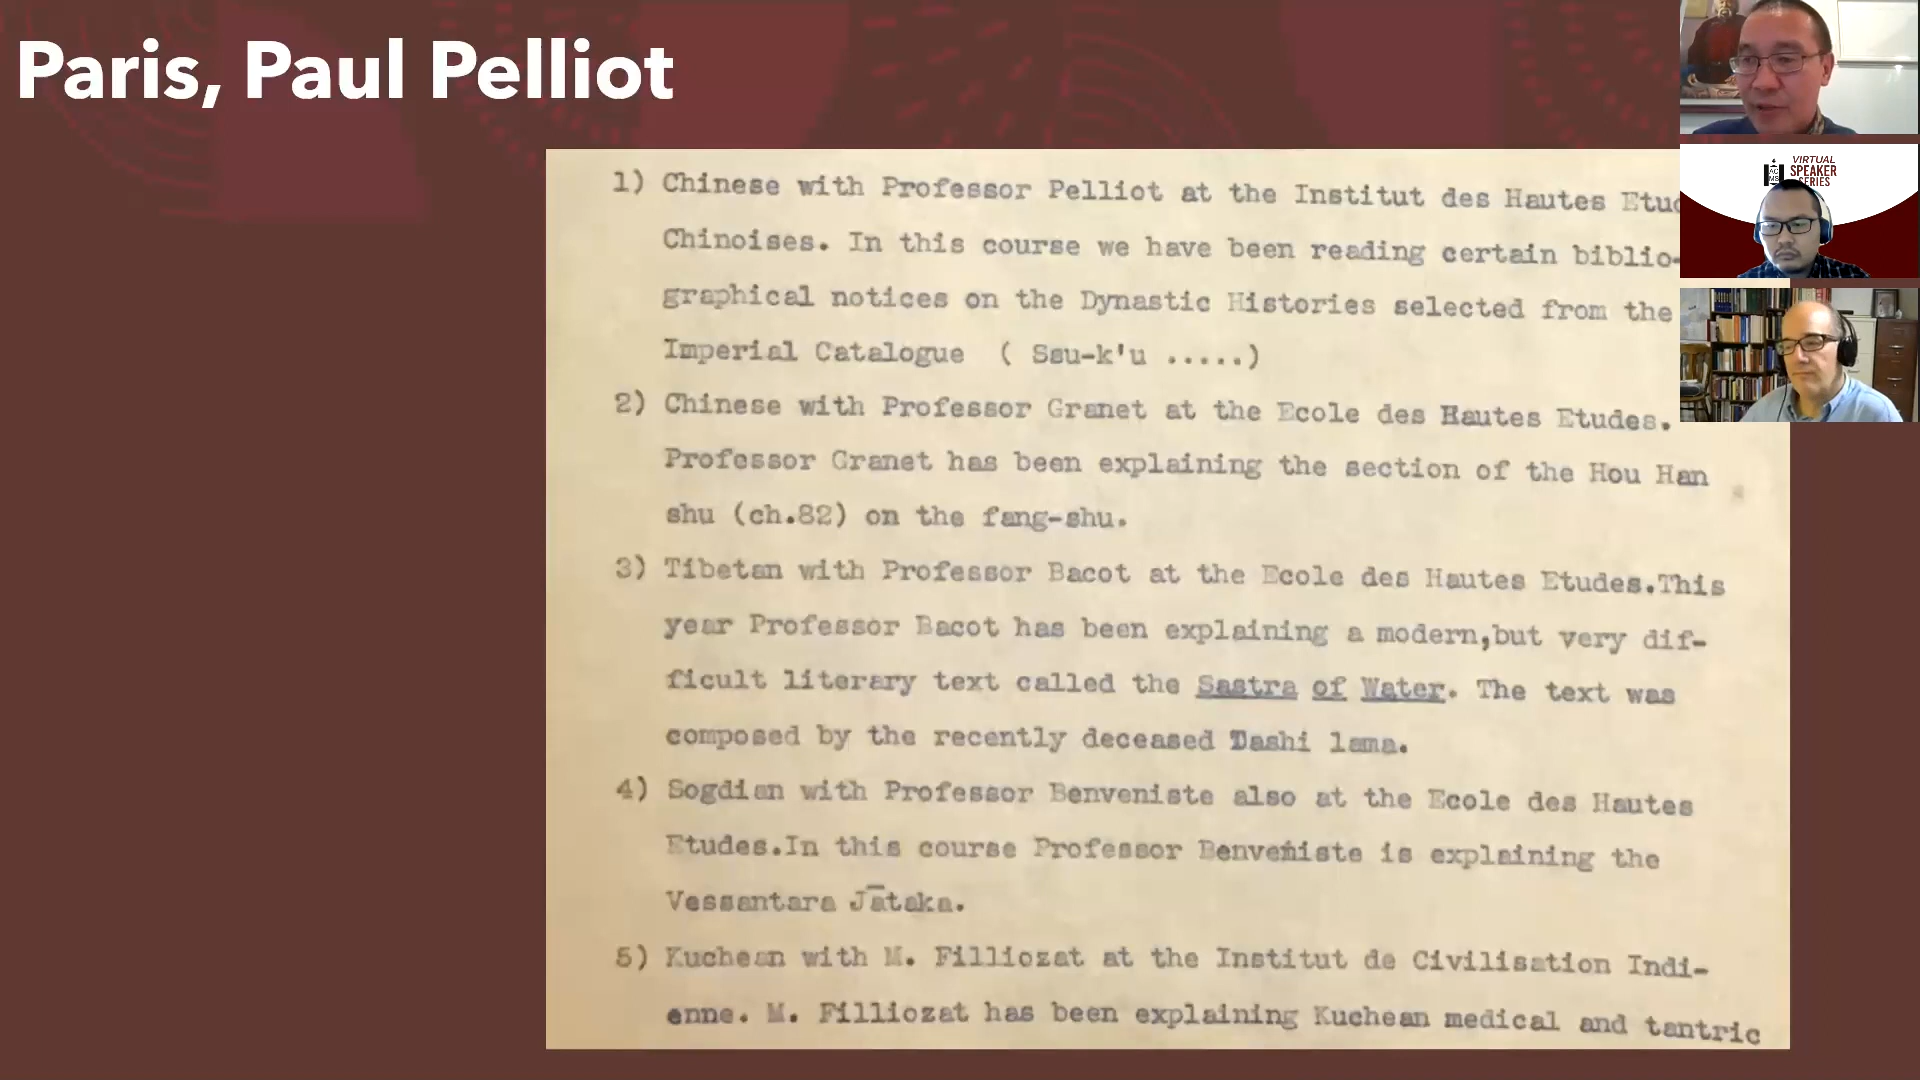 Paris, Paul Pelliot
1) Chinese with Professor Pelliot at the Institut des Hautes
Chinoises. In this course we have been reading certain biblio-
graphical notices on the Dynastic Histories selected from the
Imperial Catalogue ( Ssu-k'u .....)
2) Chinese with Professor Granet at the Ecole des Hautes Etudes.
Professor Granet has been explaining the section of the Hou Han
shu (ch.82) on the fang-shu.
3) Tibetan with Professor Bacot at the Ecole des Hautes Etudes.This
year Professor Bacot has been explaining a modern,but very dif-
ficult literary text called the Sastra of Water. The text was
composed by the recently deceased Dashi lama.
4) Sogdian with Professor Benveniste also at the Ecole des Hautes
Etudes.In this course Professor Benveniste is explaining the
Vessantara Jātaka.
5) Kuchean with M. Filliozat at the Institut de Civilisation Indi-
enne. M. Filliozat has been explaining Kuchean medical and tantric
VIRTUAL
SPEAKER
SERIES